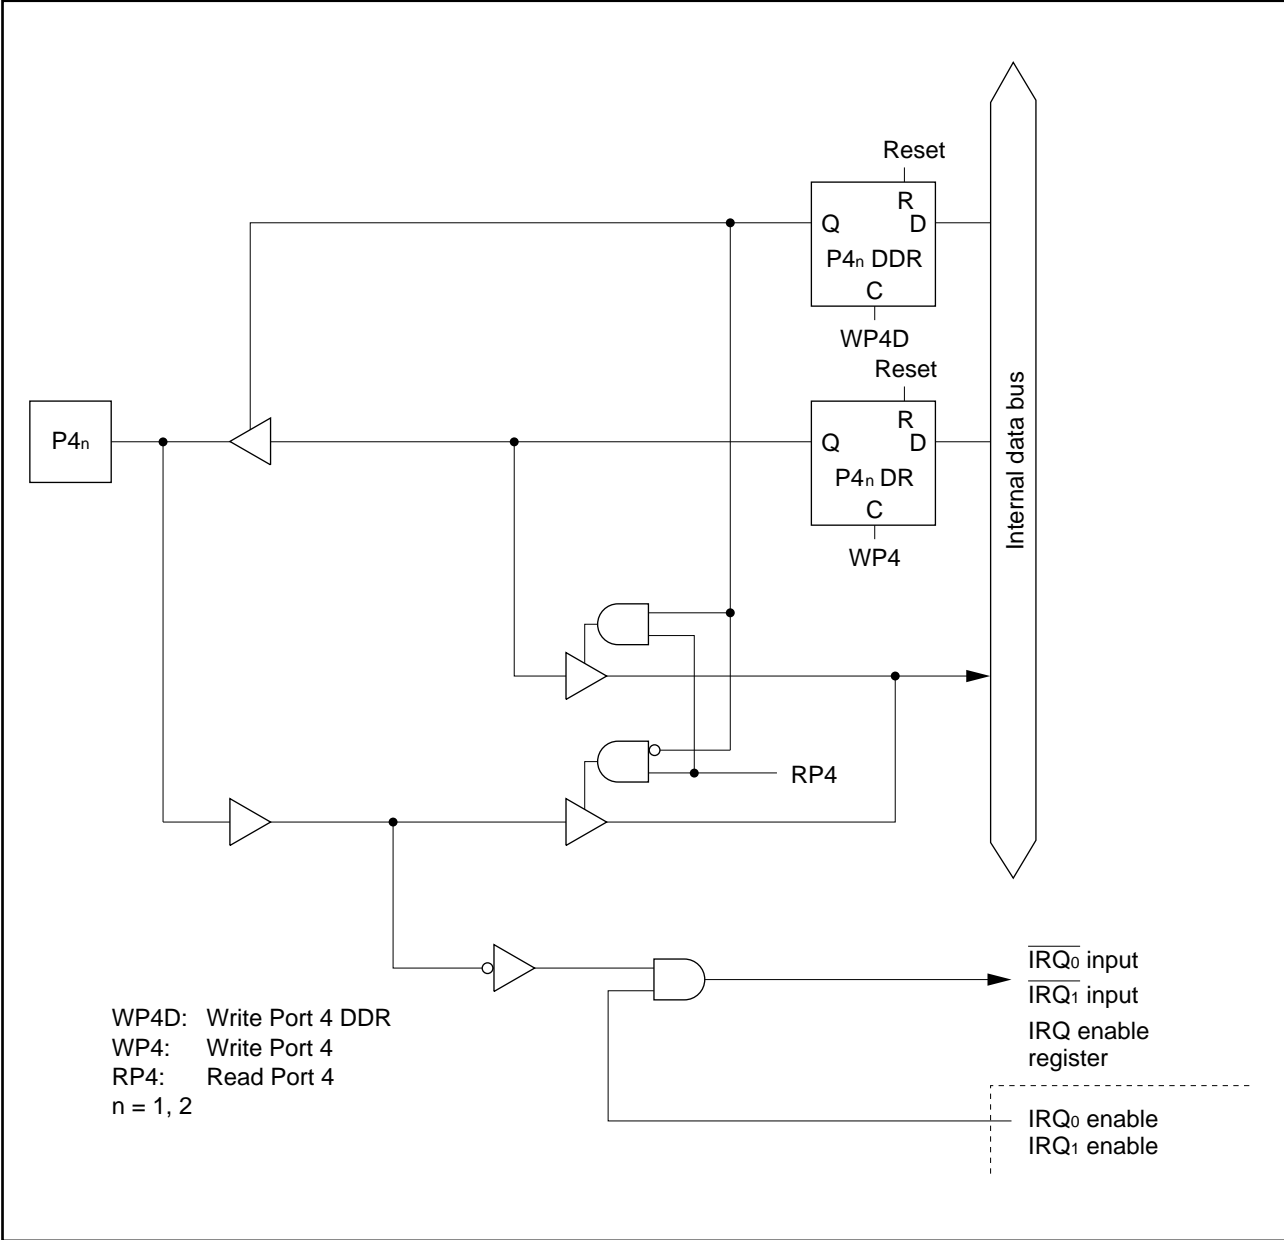 Reset
R
Q D
P4n DDR
C
WP4D
Reset
R
Q D
P4n DR
C
WP4
P4n
Internal data bus
RP4
IRQ0 input
IRQ1 input
IRQ enable
register
IRQ0 enable
IRQ1 enable
WP4D: Write Port 4 DDR
WP4: Write Port 4
RP4: Read Port 4
n = 1, 2